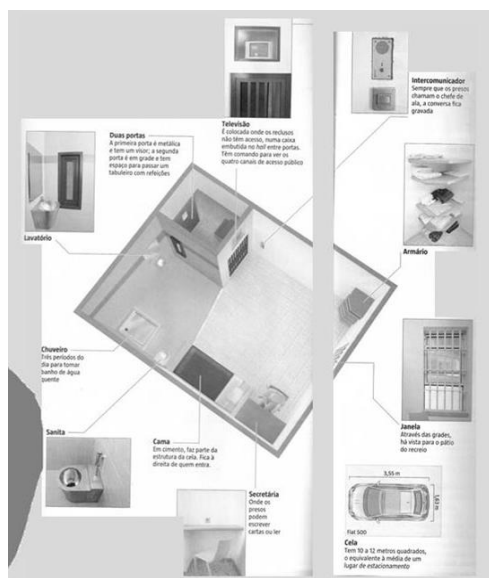 Televisão
É colocada onde os reclusos
não têm acesso, numa caixa
embutida no hall entre portas.
Têm comando para ver os
quatro canais de acesso público
Intercomunicador
Sempre que os presos
chamam o chefe de
ala, a conversa fica
gravada
Duas portas
A primeira porta é metálica
e tem um visor; a segunda
porta é em grade e tem
espaço para passar um
tabuleiro com refeições
Lavatório
Armário
Chuveiro
Três períodos do
dia para tomar
banho de água
quente
Sanita
Cama
Em cimento, faz parte da
estrutura da cela. Fica à
direita de quem entra.
Janela
Através das grades,
há vista para o pátio
do recreio
Secretária
Onde os
presos
podem
escrever
cartas ou ler
3,55 m
1,63 m
Fiat 500
Cela
Tem 10 a 12 metros quadrados,
o equivalente à média de um
lugar de estacionamento